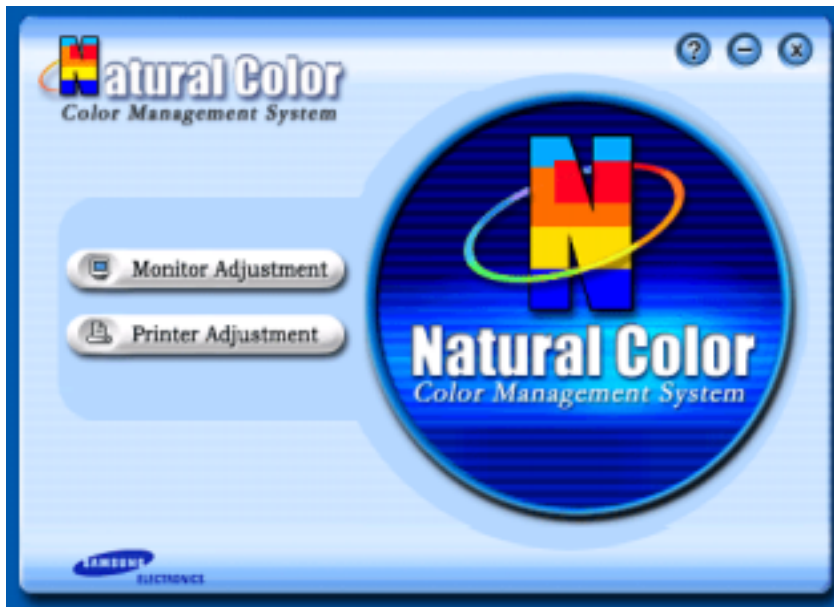 Natural Color
Color Management System
?
Monitor Adjustment
Printer Adjustment
N
Natural Color
Color Management System
SAMSUNG
ELECTRONICS